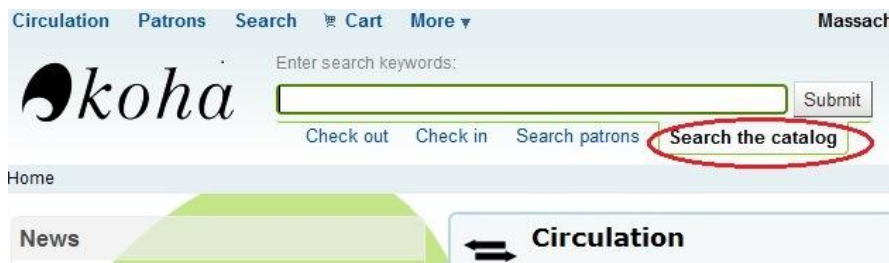 Circulation Patrons Search Cart More ▾ Massach
Enter search keywords:
koha
Submit
Check out Check in Search patrons Search the catalog
Home
News Circulation